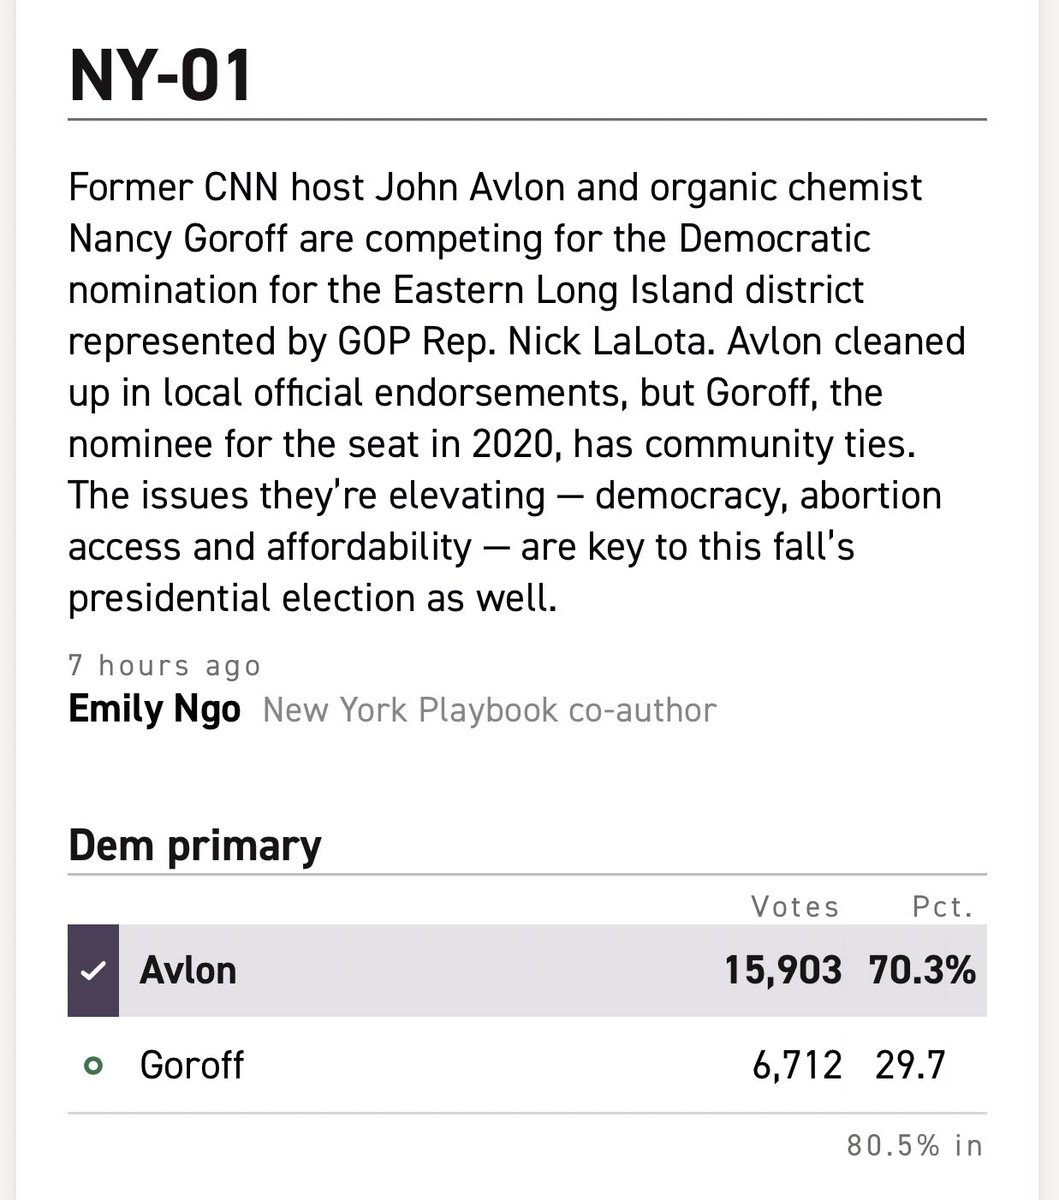 NY-01
Former CNN host John Avlon and organic chemist
Nancy Goroff are competing for the Democratic
nomination for the Eastern Long Island district
represented by GOP Rep. Nick LaLota. Avlon cleaned
up in local official endorsements, but Goroff, the
nominee for the seat in 2020, has community ties.
The issues they’re elevating — democracy, abortion
access and affordability — are key to this fall’s
presidential election as well.
7 hours ago
Emily Ngo New York Playbook co-author
Dem primary
Votes Pct.
Avlon 15,903 70.3%
Goroff 6,712 29.7
80.5% in